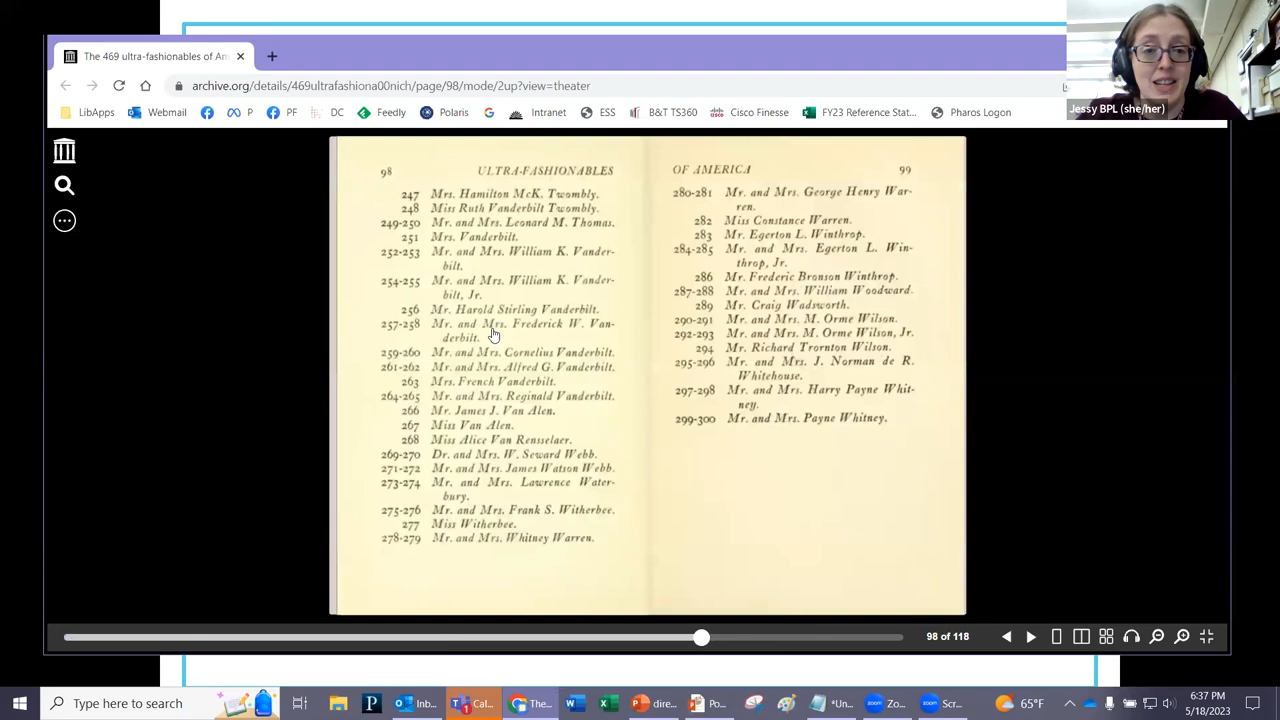 The 469 ultra-fashionables of Am
archive.org/details/469ultrafashion00nich/page/98/mode/2up?view=theater
LibApps
Webmail
P
PF
DC
Feedly
Polaris
Intranet
ESS
B&T TS360
Cisco Finesse
FY23 Reference Stat...
Pharos Logon
Jessy BPL (she/her)
98 ULTRA-FASHIONABLES
247 Mrs. Hamilton McK. Twombly.
248 Miss Ruth Vanderbilt Twombly.
249-250 Mr. and Mrs. Leonard M. Thomas.
251 Mrs. Vanderbilt.
252-253 Mr. and Mrs. William K. Vander-
bilt.
254-255 Mr. and Mrs. William K. Vander-
bilt, Jr.
256 Mr. Harold Stirling Vanderbilt.
257-258 Mr. and Mrs. Frederick W. Van-
derbilt.
259-260 Mr. and Mrs. Cornelius Vanderbilt.
261-262 Mr. and Mrs. Alfred G. Vanderbilt.
263 Mrs. French Vanderbilt.
264-265 Mr. and Mrs. Reginald Vanderbilt.
266 Mr. James J. Van Alen.
267 Miss Van Alen.
268 Miss Alice Van Rensselaer.
269-270 Dr. and Mrs. W. Seward Webb.
271-272 Mr. and Mrs. James Watson Webb.
273-274 Mr. and Mrs. Lawrence Water-
bury.
275-276 Mr. and Mrs. Frank S. Witherbee.
277 Miss Witherbee.
278-279 Mr. and Mrs. Whitney Warren.
OF AMERICA 99
280-281 Mr. and Mrs. George Henry War-
ren.
282 Miss Constance Warren.
283 Mr. Egerton L. Winthrop.
284-285 Mr. and Mrs. Egerton L. Win-
throp, Jr.
286 Mr. Frederic Bronson Winthrop.
287-288 Mr. and Mrs. William Woodward.
289 Mr. Craig Wadsworth.
290-291 Mr. and Mrs. M. Orme Wilson.
292-293 Mr. and Mrs. M. Orme Wilson, Jr.
294 Mr. Richard Trornton Wilson.
295-296 Mr. and Mrs. J. Norman de R.
Whitehouse.
297-298 Mr. and Mrs. Harry Payne Whit-
ney.
299-300 Mr. and Mrs. Payne Whitney.
98 of 118
Type here to search
Inb...
Cal...
The...
dire...
Po...
*Un...
Zo...
Scr...
65°F
6:37 PM
5/18/2023